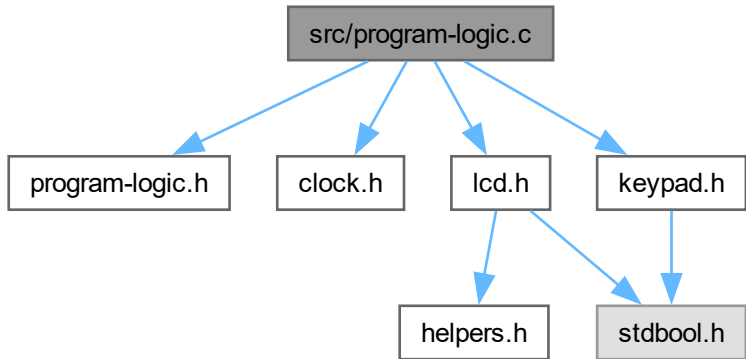 src/program-logic.c
program-logic.h
clock.h
lcd.h
keypad.h
helpers.h
stdbool.h